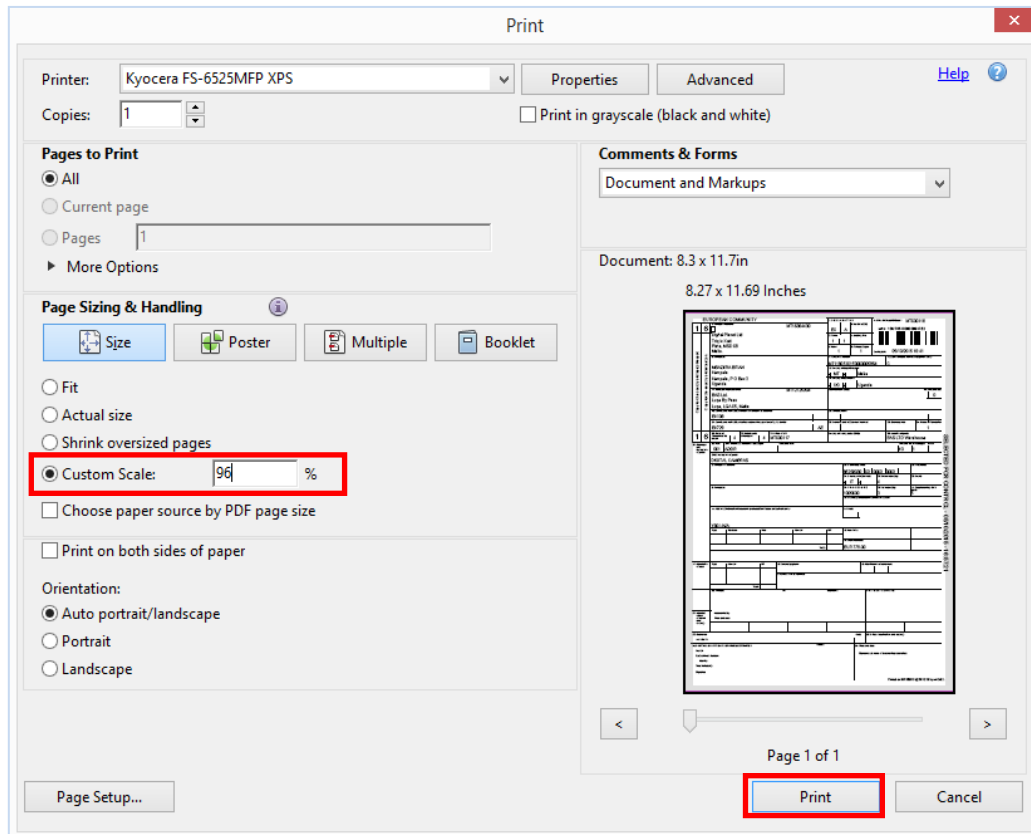 Print
Printer: Kyocera FS-6525MFP XPS Properties Advanced Help
Copies: 1 Print in grayscale (black and white)
Pages to Print
All
Current page
Pages 1
More Options
Page Sizing & Handling
Size Poster Multiple Booklet
Fit
Actual size
Shrink oversized pages
Custom Scale: 96 %
Choose paper source by PDF page size
Print on both sides of paper
Orientation:
Auto portrait/landscape
Portrait
Landscape
Comments & Forms
Document and Markups
Document: 8.3 x 11.7in
8.27 x 11.69 Inches
EUROPEAN COMMUNITY
DIGITAL CAMERAS
< >
Page 1 of 1
Page Setup... Print Cancel